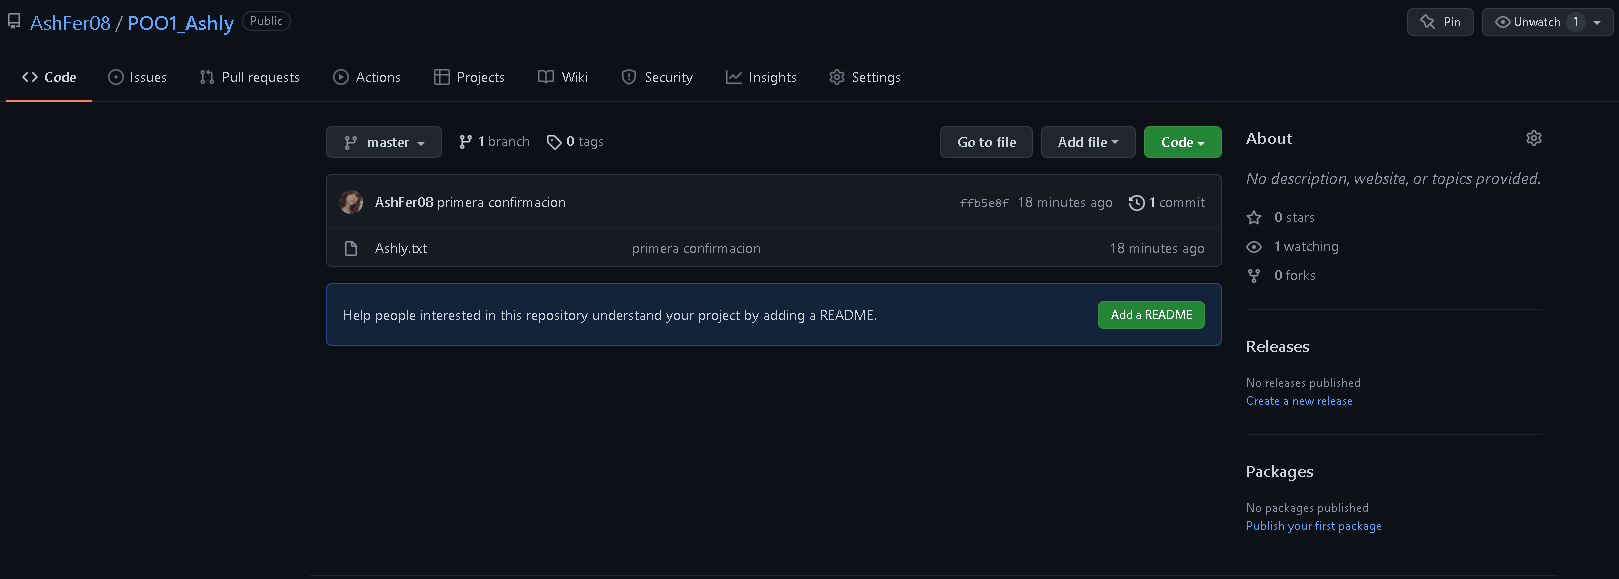 AshFer08 / POO1_Ashly Public Pin Unwatch 1
Code Issues Pull requests Actions Projects Wiki Security Insights Settings
master 1 branch 0 tags Go to file Add file Code
AshFer08 primera confirmacion ffb5e8f 18 minutes ago 1 commit
Ashly.txt primera confirmacion 18 minutes ago
Help people interested in this repository understand your project by adding a README. Add a README
About
No description, website, or topics provided.
0 stars
1 watching
0 forks
Releases
No releases published
Create a new release
Packages
No packages published
Publish your first package